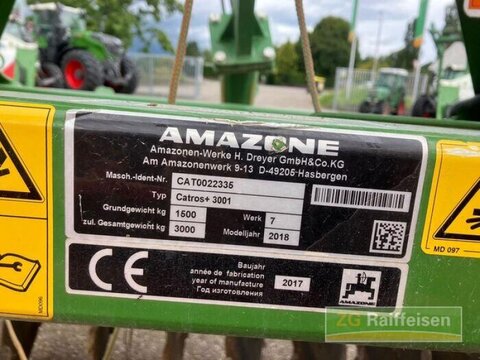 AMAZONE
Amazonen-Werke H. Dreyer GmbH&Co.KG
Am Amazonenwerk 9-13 D-49205-Hasbergen
Masch.-Ident-Nr. CAT0022335
Typ Catros+ 3001
Grundgewicht kg 1500 Werk 7
zul. Gesamtgewicht kg 3000 Modelljahr 2018
CE
Baujahr
année de fabrication 2017
year of manufacture
Год изготовления
AMAZONE
MD 097
Raiffeisen
ZG Raiffeisen